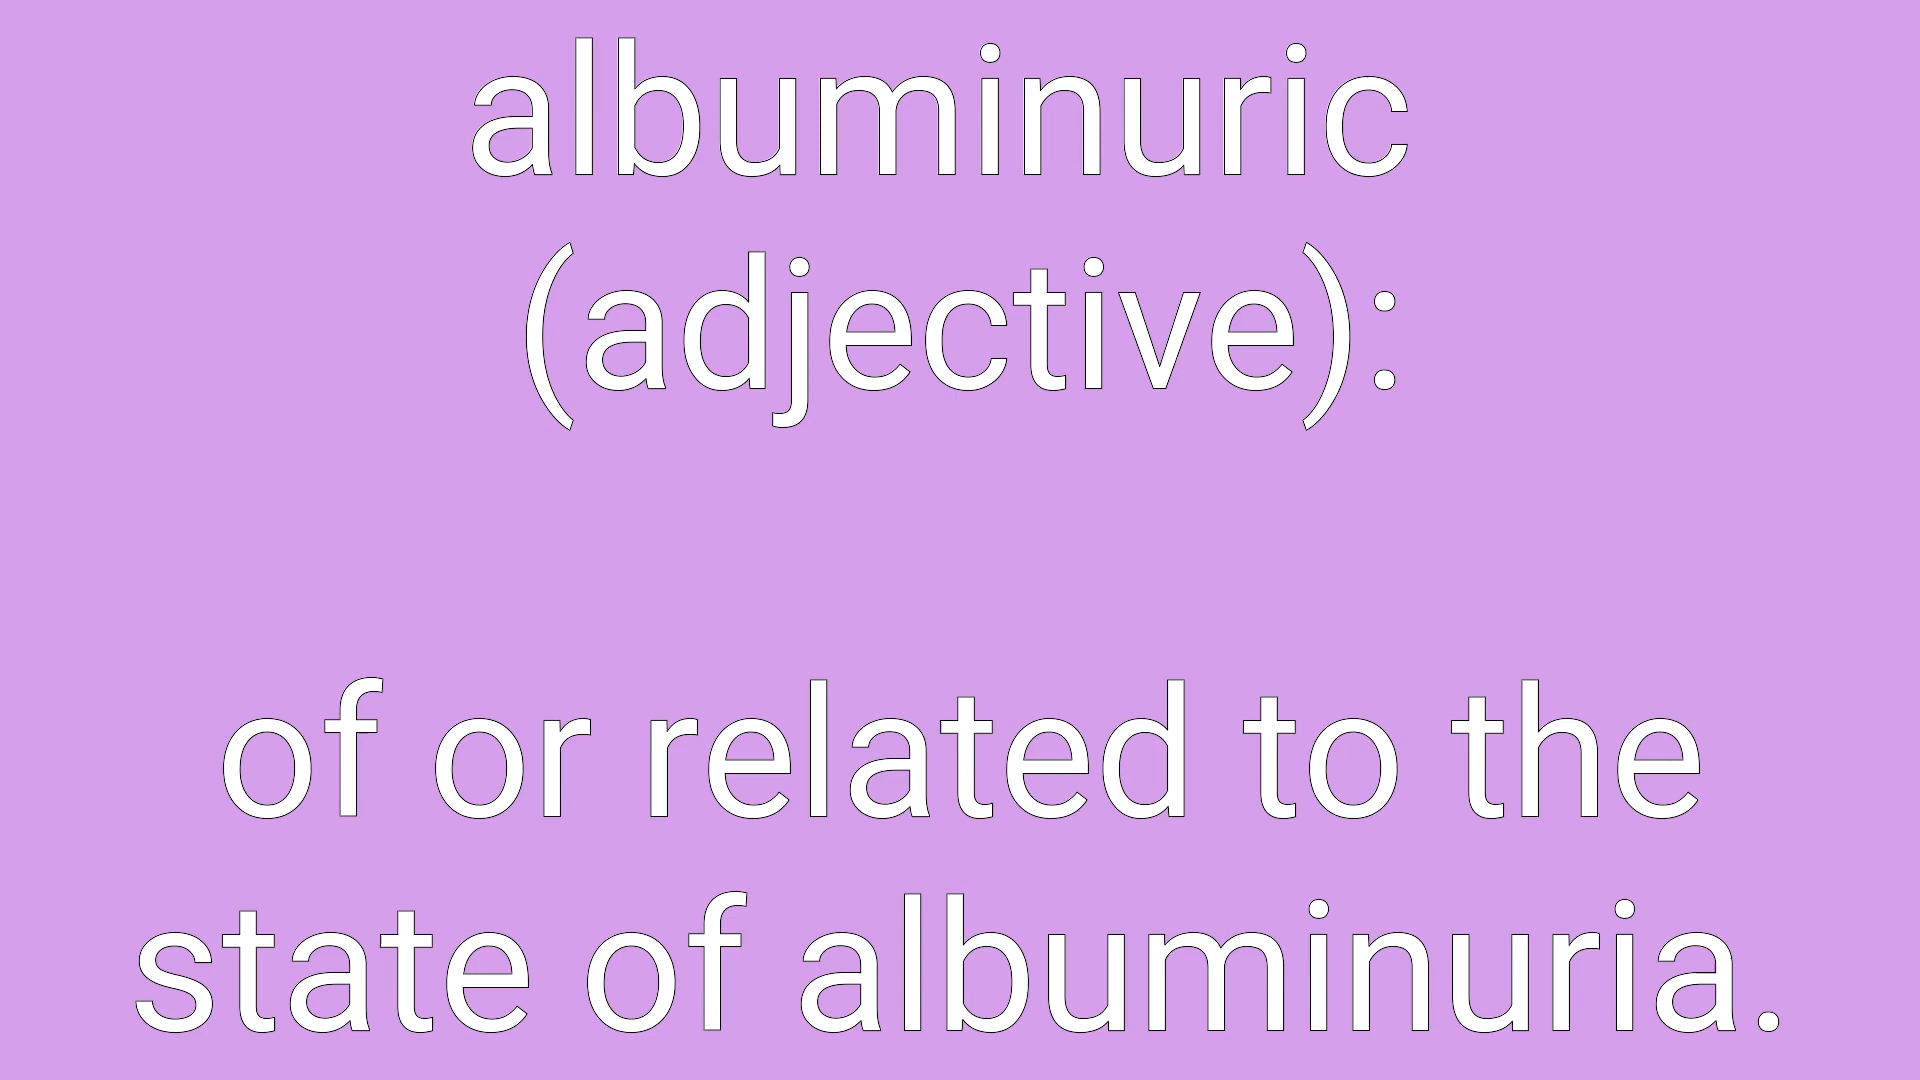 albuminuric
(adjective):
of or related to the
state of albuminuria.